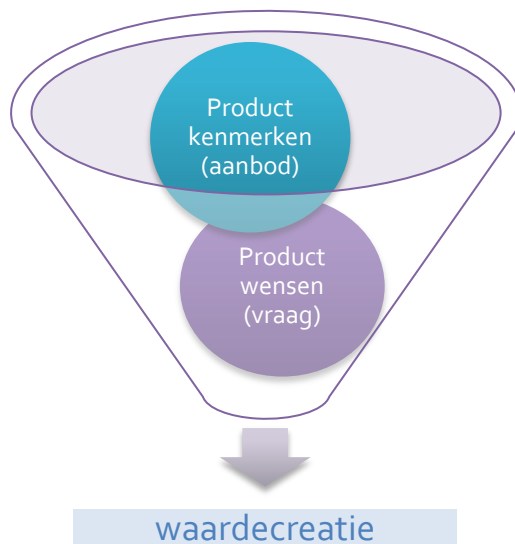 Product
kenmerken
(aanbod)
Product
wensen
(vraag)
waardecreatie